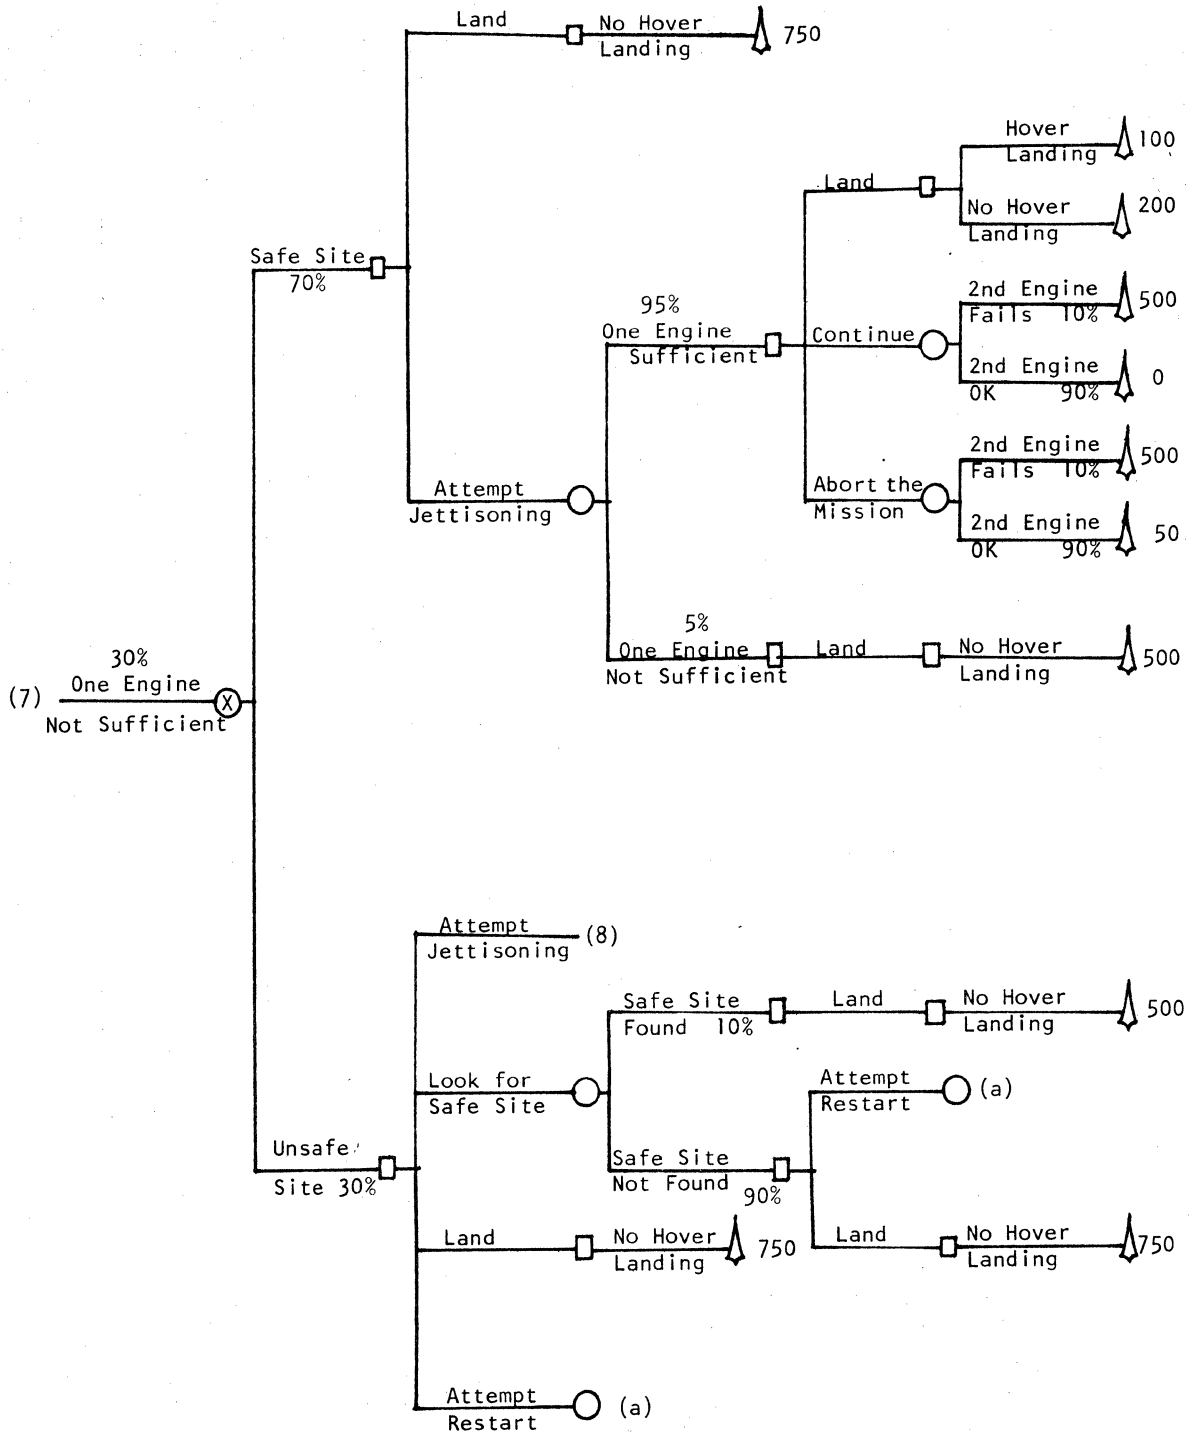 Land
No Hover
Landing
750
Hover
Landing
100
Land
No Hover
Landing
200
Safe Site
70%
95%
One Engine
Sufficient
Continue
2nd Engine
Fails 10%
500
2nd Engine
OK 90%
0
Attempt
Jettisoning
Abort the
Mission
2nd Engine
Fails 10%
500
2nd Engine
OK 90%
50
5%
One Engine
Not Sufficient
Land
No Hover
Landing
500
(7)
30%
One Engine
Not Sufficient
X
Attempt
Jettisoning
(8)
Safe Site
Found 10%
Land
No Hover
Landing
500
Look for
Safe Site
Attempt
Restart
(a)
Unsafe
Site 30%
Safe Site
Not Found
90%
Land
No Hover
Landing
750
Land
No Hover
Landing
750
Attempt
Restart
(a)